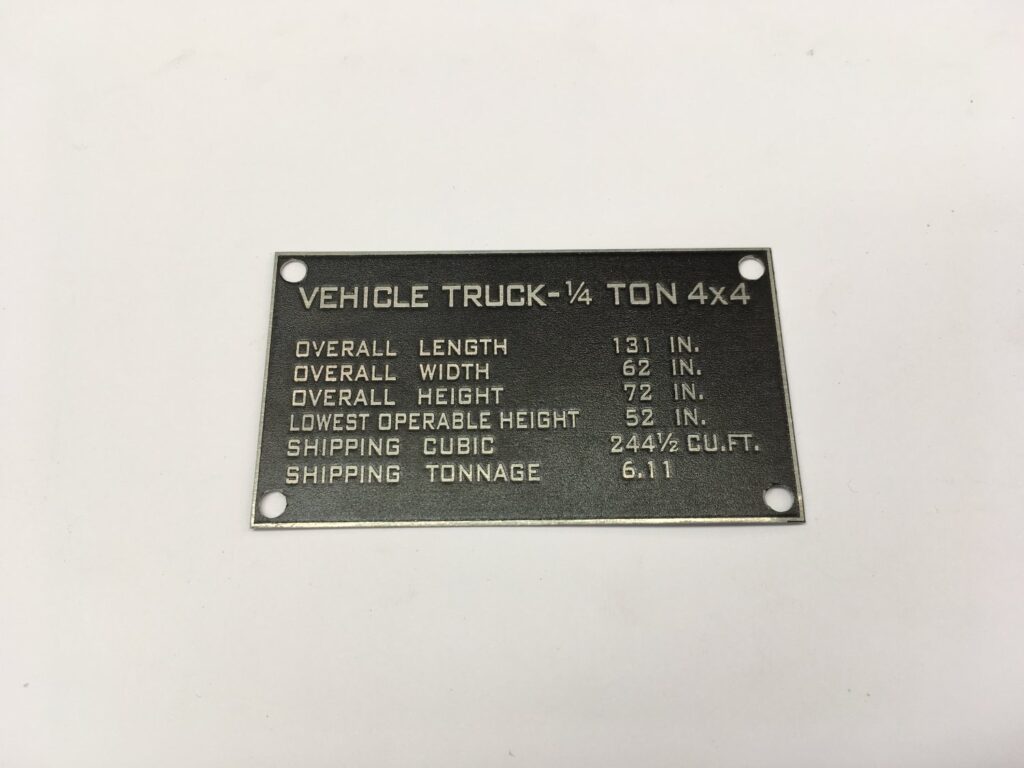 VEHICLE TRUCK-¼ TON 4x4
OVERALL LENGTH 131 IN.
OVERALL WIDTH 62 IN.
OVERALL HEIGHT 72 IN.
LOWEST OPERABLE HEIGHT 52 IN.
SHIPPING CUBIC 244½ CU.FT.
SHIPPING TONNAGE 6.11